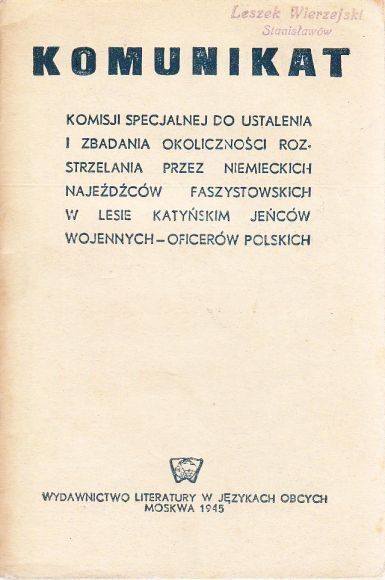 Leszek Wierzejski
Stanisławów
KOMUNIKAT
KOMISJI SPECJALNEJ DO USTALENIA
I ZBADANIA OKOLICZNOŚCI ROZ-
STRZELANIA PRZEZ NIEMIECKICH
NAJEŹDŹCÓW FASZYSTOWSKICH
W LESIE KATYŃSKIM JEŃCÓW
WOJENNYCH—OFICERÓW POLSKICH
WYDAWNICTWO LITERATURY W JĘZYKACH OBCYCH
MOSKWA 1945